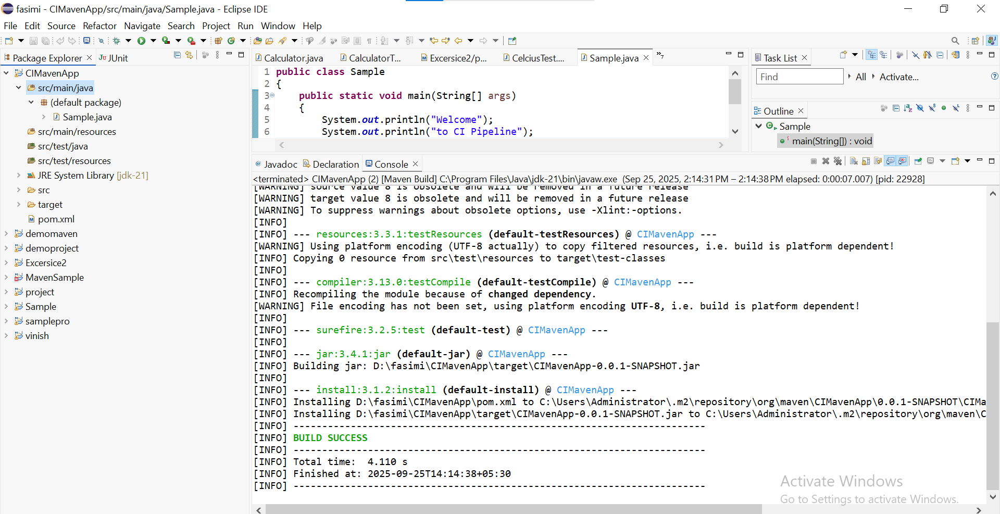 fasimi - CIMavenApp/src/main/java/Sample.java - Eclipse IDE
File Edit Source Refactor Navigate Search Project Run Window Help
Package Explorer
JUnit
CIMavenApp
src/main/java
(default package)
Sample.java
src/main/resources
src/test/java
src/test/resources
JRE System Library [jdk-21]
src
target
pom.xml
demomaven
demoproject
Excersice2
MavenSample
project
Sample
samplepro
vinish
Calculator.java
CalculatorT...
Excersice2/p...
CelciusTest....
Sample.java
»7
1 public class Sample
2 {
3 public static void main(String[] args)
4 {
5 System.out.println("Welcome");
6 System.out.println("to CI Pipeline");
Task List
Find
All
Activate...
Outline
Sample
main(String[]) : void
Javadoc
Declaration
Console
<terminated> CIMavenApp (2) [Maven Build] C:\Program Files\Java\jdk-21\bin\javaw.exe (Sep 25, 2025, 2:14:31 PM – 2:14:38 PM elapsed: 0:00:07.007) [pid: 22928]
[WARNING] source value 8 is obsolete and will be removed in a future release
[WARNING] target value 8 is obsolete and will be removed in a future release
[WARNING] To suppress warnings about obsolete options, use -Xlint:-options.
[INFO]
[INFO] --- resources:3.3.1:testResources (default-testResources) @ CIMavenApp ---
[WARNING] Using platform encoding (UTF-8 actually) to copy filtered resources, i.e. build is platform dependent!
[INFO] Copying 0 resource from src\test\resources to target\test-classes
[INFO]
[INFO] --- compiler:3.13.0:testCompile (default-testCompile) @ CIMavenApp ---
[INFO] Recompiling the module because of changed dependency.
[WARNING] File encoding has not been set, using platform encoding UTF-8, i.e. build is platform dependent!
[INFO]
[INFO] --- surefire:3.2.5:test (default-test) @ CIMavenApp ---
[INFO]
[INFO] --- jar:3.4.1:jar (default-jar) @ CIMavenApp ---
[INFO] Building jar: D:\fasimi\CIMavenApp\target\CIMavenApp-0.0.1-SNAPSHOT.jar
[INFO]
[INFO] --- install:3.1.2:install (default-install) @ CIMavenApp ---
[INFO] Installing D:\fasimi\CIMavenApp\pom.xml to C:\Users\Administrator\.m2\repository\org\maven\CIMavenApp\0.0.1-SNAPSHOT\CIMa
[INFO] Installing D:\fasimi\CIMavenApp\target\CIMavenApp-0.0.1-SNAPSHOT.jar to C:\Users\Administrator\.m2\repository\org\maven\C
[INFO] ------------------------------------------------------------------------
[INFO] BUILD SUCCESS
[INFO] ------------------------------------------------------------------------
[INFO] Total time:  4.110 s
[INFO] Finished at: 2025-09-25T14:14:38+05:30
[INFO] ------------------------------------------------------------------------
Activate Windows
Go to Settings to activate Windows.